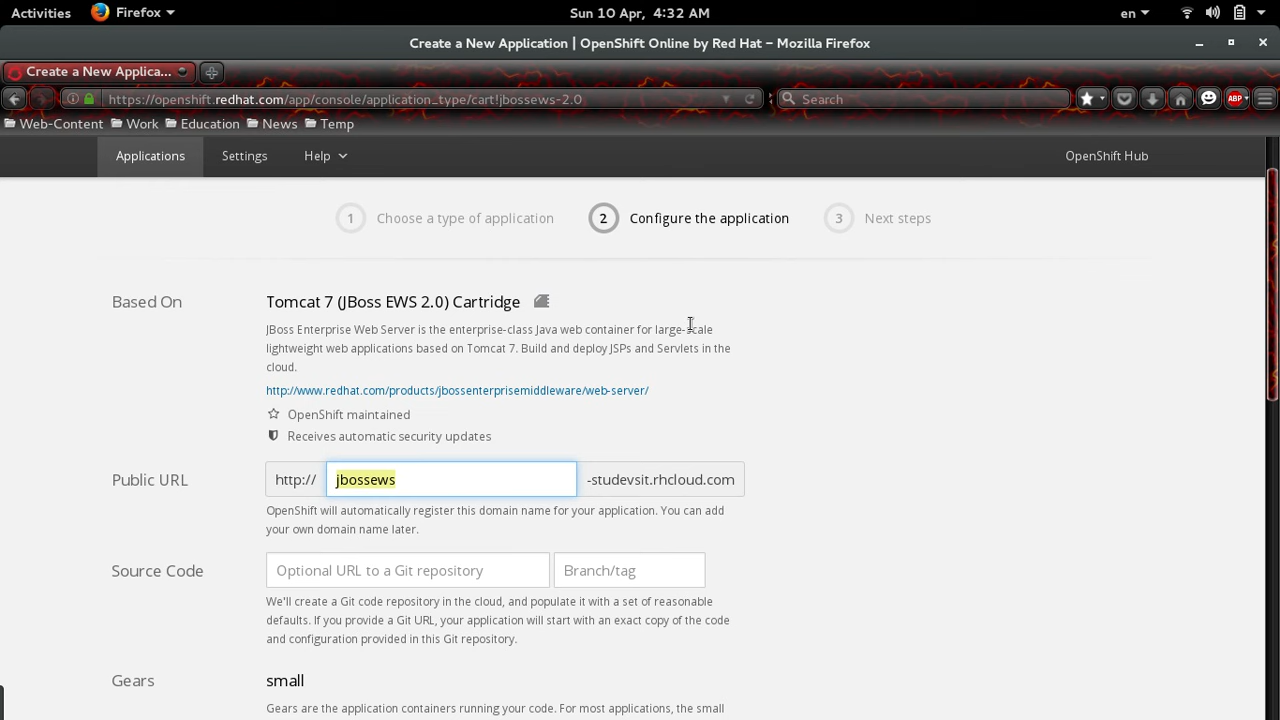 Activities Firefox Sun 10 Apr, 4:32 AM en
Create a New Application | OpenShift Online by Red Hat – Mozilla Firefox
Create a New Applica...
https://openshift.redhat.com/app/console/application_type/cart!jbossews-2.0 Search ABP
Web-Content Work Education News Temp
Applications Settings Help OpenShift Hub
1 Choose a type of application 2 Configure the application 3 Next steps
Based On Tomcat 7 (JBoss EWS 2.0) Cartridge
JBoss Enterprise Web Server is the enterprise-class Java web container for large-scale
lightweight web applications based on Tomcat 7. Build and deploy JSPs and Servlets in the
cloud.
http://www.redhat.com/products/jbossenterprisemiddleware/web-server/
OpenShift maintained
Receives automatic security updates
Public URL http:// jbossews -studevsit.rhcloud.com
OpenShift will automatically register this domain name for your application. You can add
your own domain name later.
Source Code Optional URL to a Git repository Branch/tag
We'll create a Git code repository in the cloud, and populate it with a set of reasonable
defaults. If you provide a Git URL, your application will start with an exact copy of the code
and configuration provided in this Git repository.
Gears small
Gears are the application containers running your code. For most applications, the small